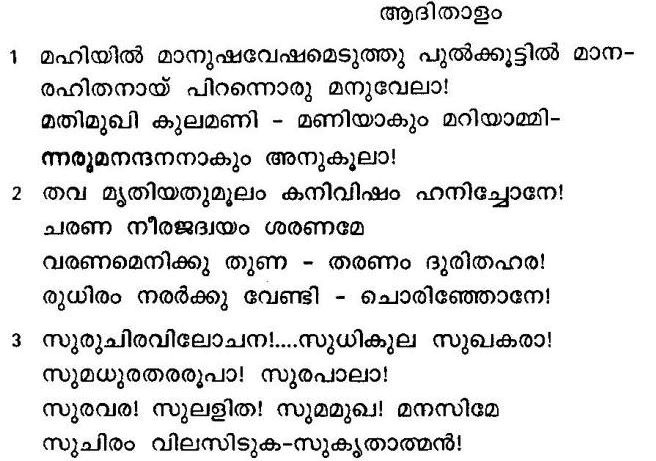 ആദിതാളം
1 മഹിയിൽ മാനുഷവേഷമെടുത്തു പുൽക്കൂട്ടിൽ മാന-
രഹിതനായ് പിറന്നൊരു മനുവേലാ!
മതിമുഖി കുലമണി - മണിയാകും മറിയാമ്മി-
ന്നരുമനന്ദനനാകും അനുകൂലാ!
2 തവ മൃതിയതുമൂലം കനിവിഷം ഹനിച്ചോനേ!
ചരണ നീരജദ്വയം ശരണമേ
വരണമെനിക്കു തുണ - തരണം ദുരിതഹര!
രുധിരം നരർക്കു വേണ്ടി - ചൊരിഞ്ഞോനേ!
3 സുരുചിരവിലോചന!....സുധികുല സുഖകരാ!
സുമധുരതരരൂപാ! സുരപാലാ!
സുരവര! സുലളിത! സുമമുഖ! മനസിമേ
സുചിരം വിലസിടുക-സുകൃതാത്മൻ!